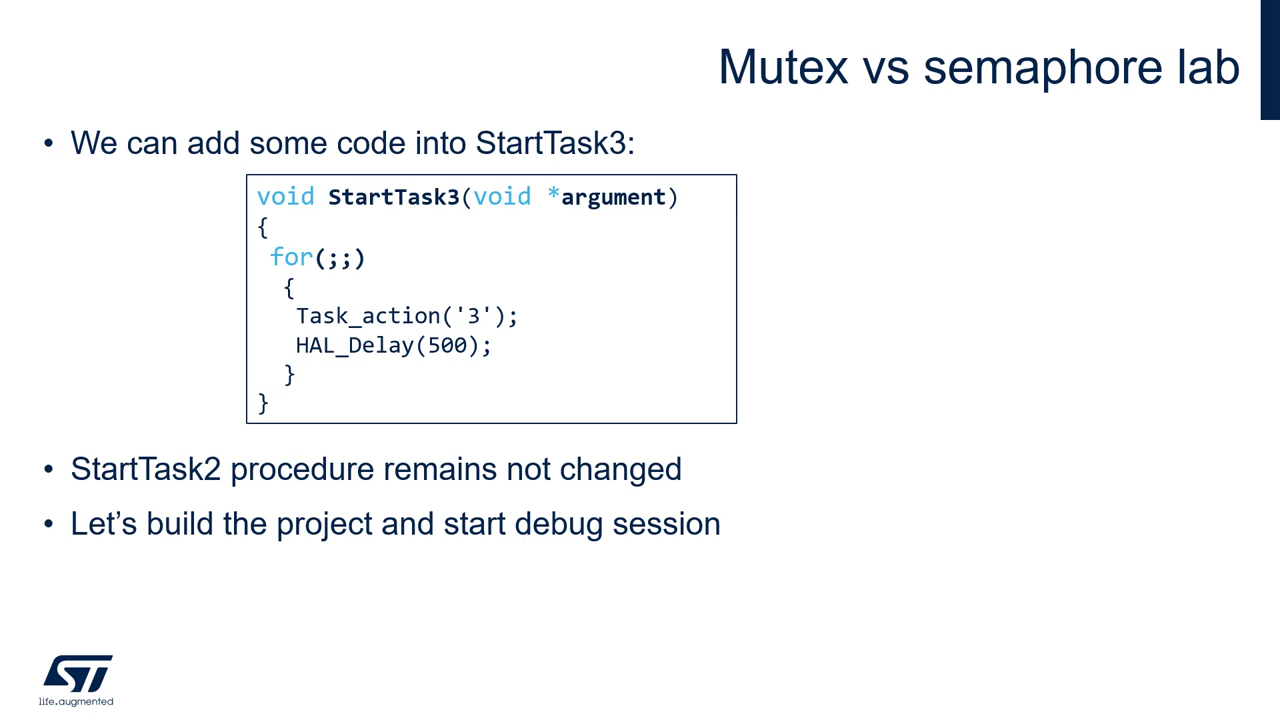 Mutex vs semaphore lab
• We can add some code into StartTask3:
void StartTask3(void *argument)
{
for(;;)
{
Task_action('3');
HAL_Delay(500);
}
}
• StartTask2 procedure remains not changed
• Let’s build the project and start debug session
ST
life.augmented